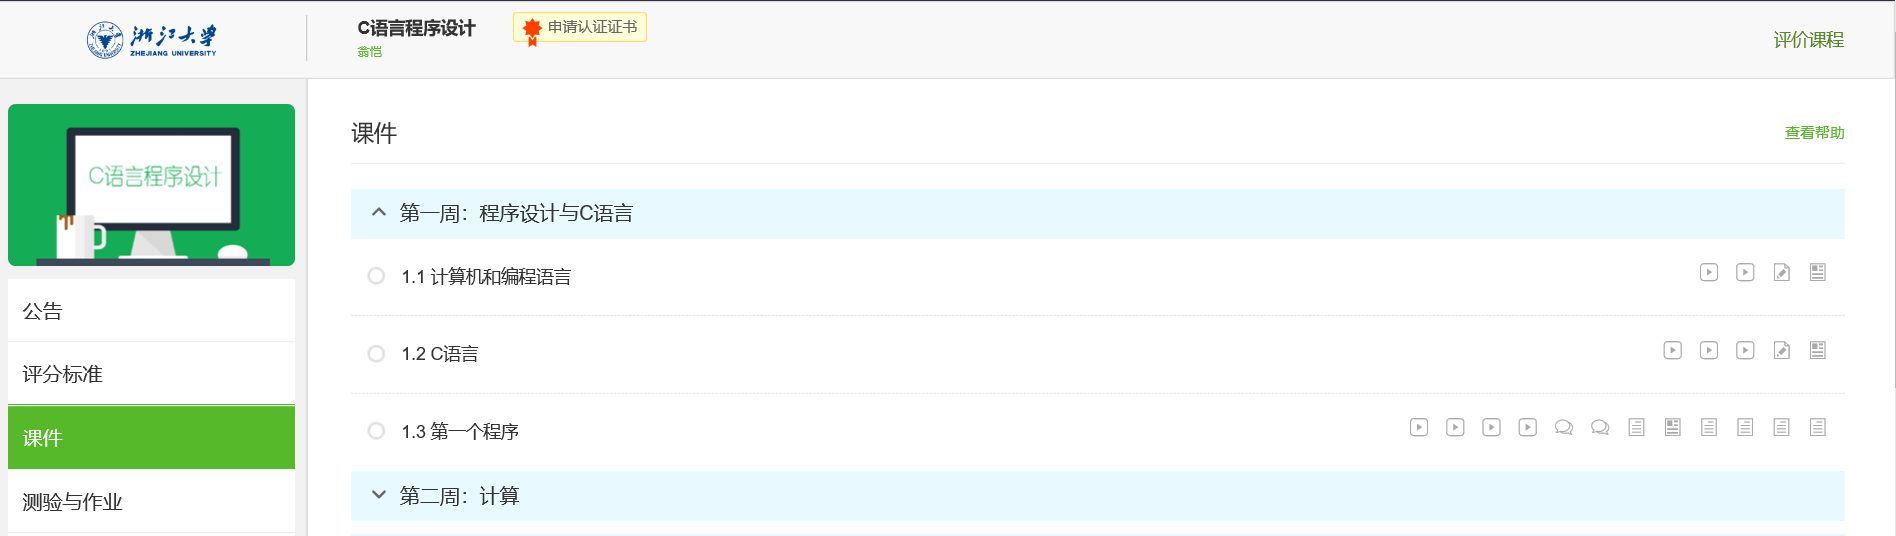 浙江大学
ZHEJIANG UNIVERSITY
C语言程序设计
翁恺
申请认证证书
评价课程
C语言程序设计
公告
评分标准
课件
测验与作业
课件
查看帮助
第一周：程序设计与C语言
1.1 计算机和编程语言
1.2 C语言
1.3 第一个程序
第二周：计算